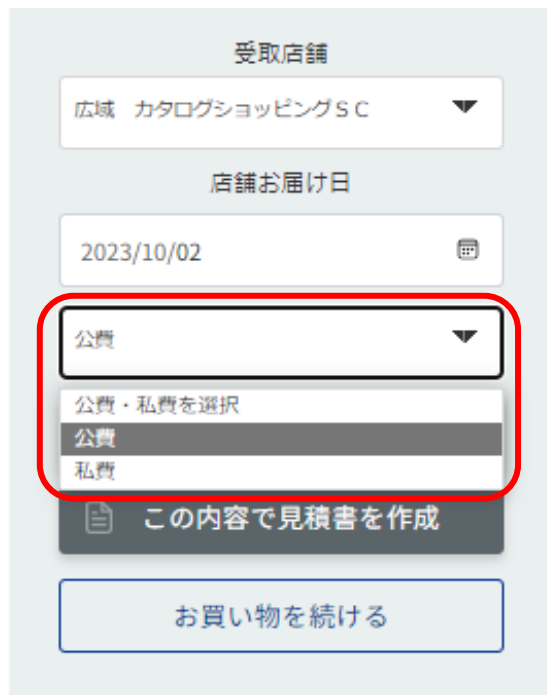 受取店舗
広域　カタログショッピングＳＣ
店舗お届け日
2023/10/02
公費
公費・私費を選択
公費
私費
この内容で見積書を作成
お買い物を続ける